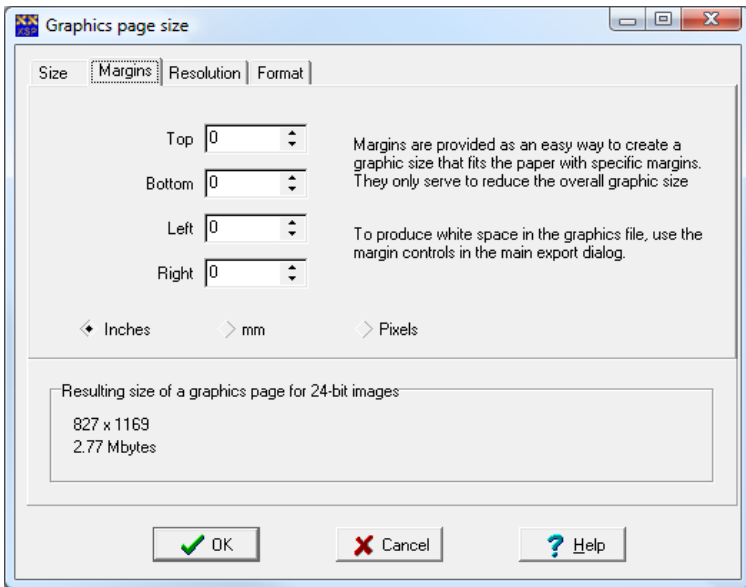 XSP Graphics page size
Size Margins Resolution Format
Top 0
Bottom 0
Left 0
Right 0
Margins are provided as an easy way to create a
graphic size that fits the paper with specific margins.
They only serve to reduce the overall graphic size
To produce white space in the graphics file, use the
margin controls in the main export dialog.
Inches mm Pixels
Resulting size of a graphics page for 24-bit images
827 x 1169
2.77 Mbytes
OK Cancel ? Help